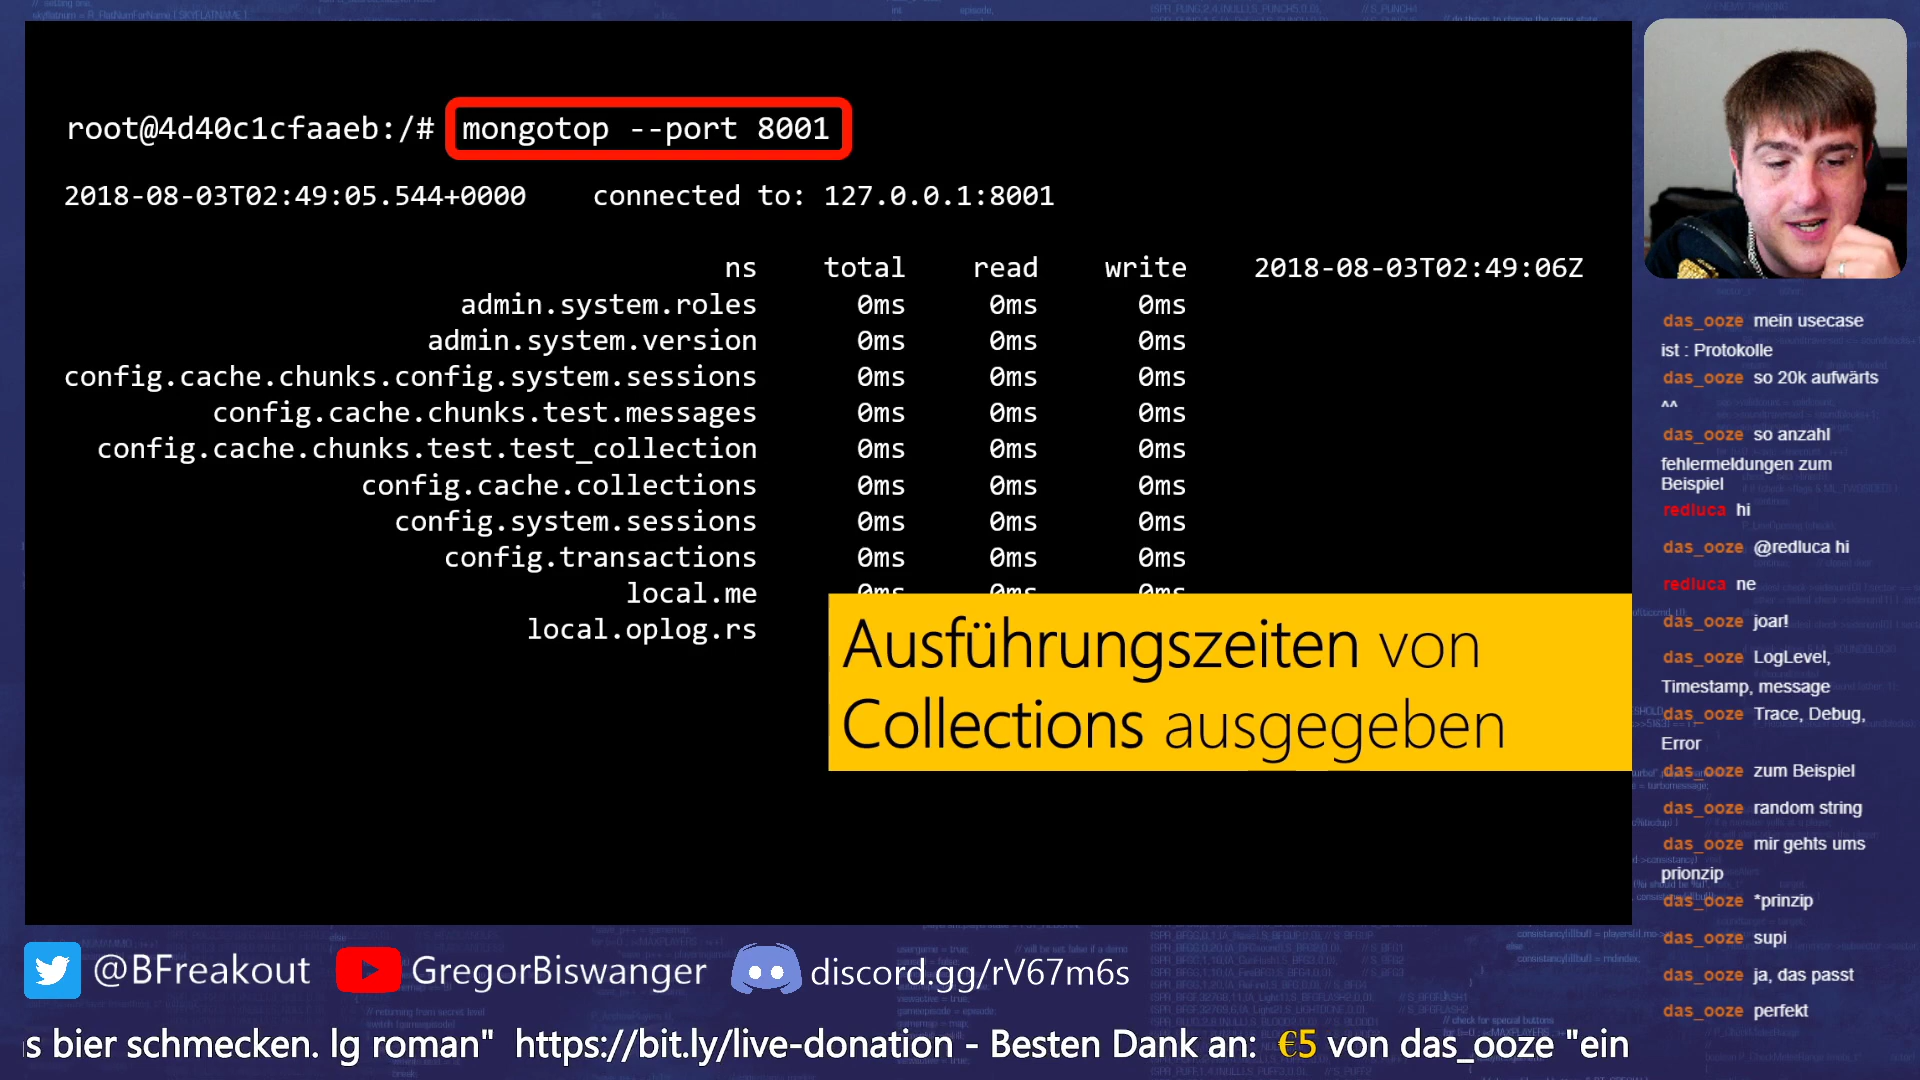 root@4d40c1cfaaeb:/# mongotop --port 8001
2018-08-03T02:49:05.544+0000 connected to: 127.0.0.1:8001
ns total read write 2018-08-03T02:49:06Z
admin.system.roles 0ms 0ms 0ms
admin.system.version 0ms 0ms 0ms
config.cache.chunks.config.system.sessions 0ms 0ms 0ms
config.cache.chunks.test.messages 0ms 0ms 0ms
config.cache.chunks.test.test_collection 0ms 0ms 0ms
config.cache.collections 0ms 0ms 0ms
config.system.sessions 0ms 0ms 0ms
config.transactions 0ms 0ms 0ms
local.me 0ms 0ms 0ms
local.oplog.rs
Ausführungszeiten von
Collections ausgegeben
das_ooze mein usecase
ist : Protokolle
das_ooze so 20k aufwärts
^^
das_ooze so anzahl
fehlermeldungen zum
Beispiel
redluca hi
das_ooze @redluca hi
redluca ne
das_ooze joar!
das_ooze LogLevel,
Timestamp, message
das_ooze Trace, Debug,
Error
das_ooze zum Beispiel
das_ooze random string
das_ooze mir gehts ums
prionzip
das_ooze *prinzip
das_ooze supi
das_ooze ja, das passt
das_ooze perfekt
@BFreakout GregorBiswanger discord.gg/rV67m6s
s bier schmecken. lg roman" https://bit.ly/live-donation - Besten Dank an: €5 von das_ooze "ein